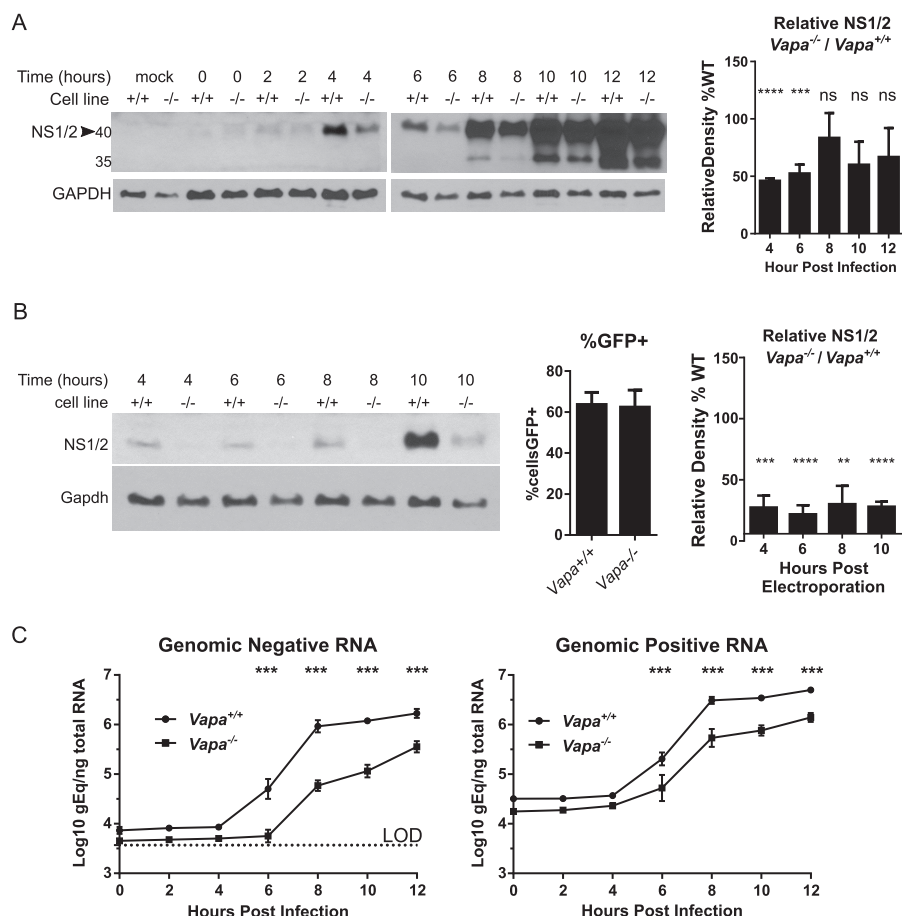 A
Time (hours) mock 0 0 2 2 4 4 6 6 8 8 10 10 12 12
Cell line +/+ -/- +/+ -/- +/+ -/- +/+ -/- +/+ -/- +/+ -/- +/+ -/- +/+ -/-
NS1/2 40
35
GAPDH
Relative NS1/2
Vapa-/- / Vapa+/+
RelativeDensity %WT
150
100
50
0
**** *** ns ns ns
4 6 8 10 12
Hour Post Infection
B
Time (hours) 4 4 6 6 8 8 10 10
cell line +/+ -/- +/+ -/- +/+ -/- +/+ -/-
NS1/2
Gapdh
%GFP+
%cellsGFP+
80
60
40
20
0
Vapa+/+ Vapa-/-
Relative NS1/2
Vapa-/- / Vapa+/+
Relative Density % WT
150
100
50
0
*** **** ** ****
4 6 8 10
Hours Post
Electroporation
C
Genomic Negative RNA
Log10 gEq/ng total RNA
7
6
5
4
3
*** *** *** ***
Vapa+/+
Vapa-/-
LOD
0 2 4 6 8 10 12
Hours Post Infection
Genomic Positive RNA
Log10 gEq/ng total RNA
7
6
5
4
3
*** *** *** ***
Vapa+/+
Vapa-/-
0 2 4 6 8 10 12
Hours Post Infection